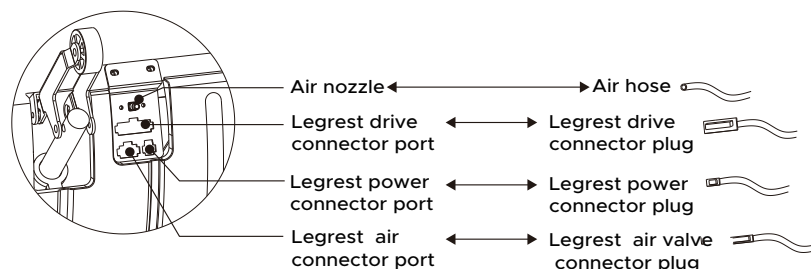 Air nozzle
Air hose
Legrest drive
connector port
Legrest drive
connector plug
Legrest power
connector port
Legrest power
connector plug
Legrest air
connector port
Legrest air valve
connector plug